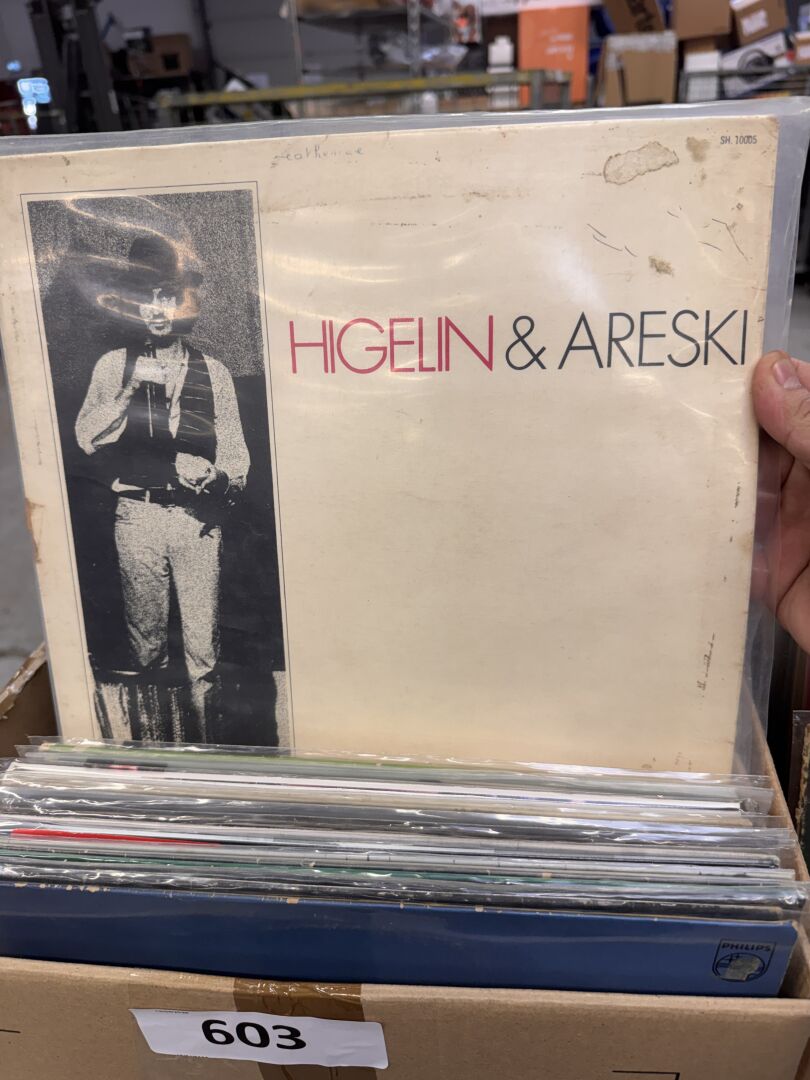 SH. 10005
HIGELIN & ARESKI
PHILIPS
603